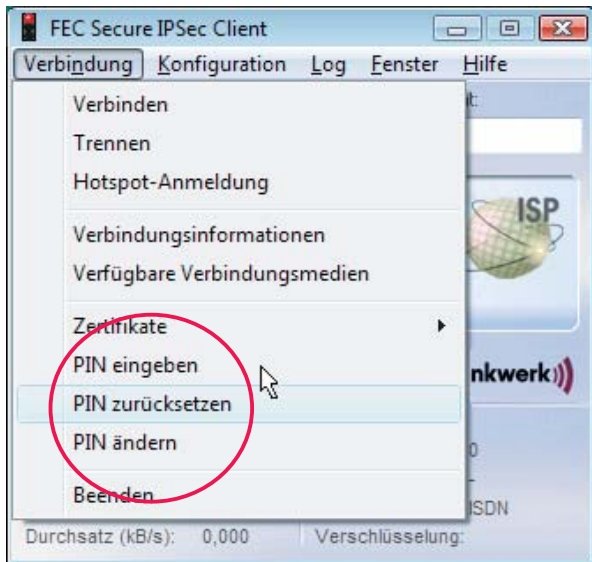 FEC Secure IPSec Client
Verbindung Konfiguration Log Fenster Hilfe
Verbinden
Trennen
Hotspot-Anmeldung
ISP
Verbindungsinformationen
Verfügbare Verbindungsmedien
Zertifikate
PIN eingeben
nkwerk
PIN zurücksetzen
PIN ändern
Beenden
ISDN
Durchsatz (kB/s): 0,000 Verschlüsselung: